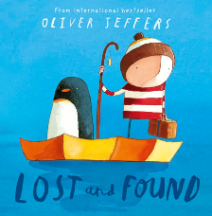 From international bestseller
OLIVER JEFFERS
LOST and FOUND